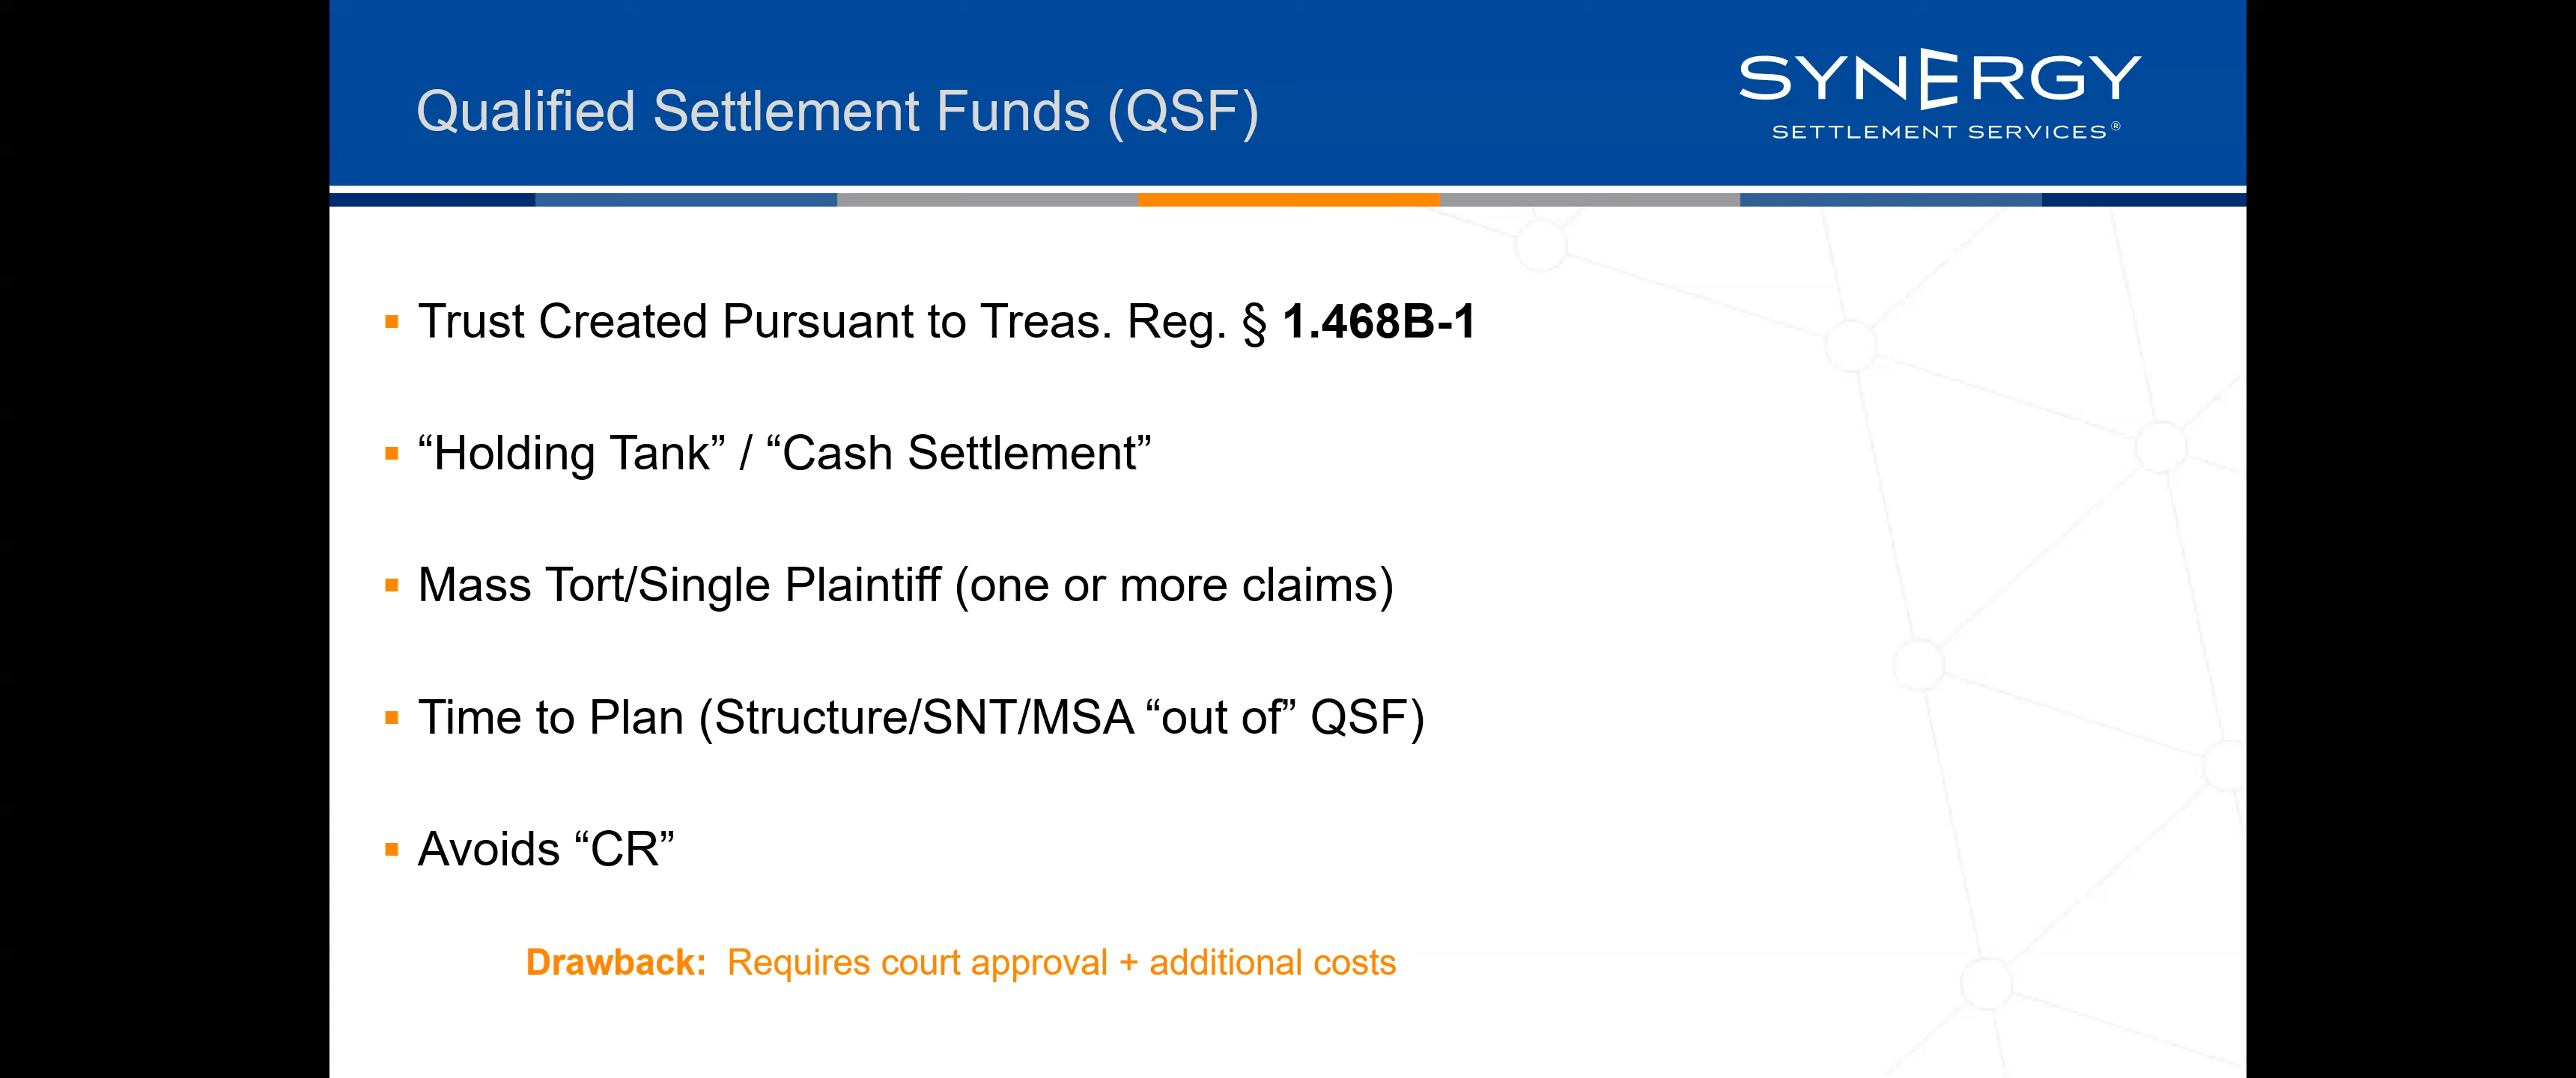 Qualified Settlement Funds (QSF)
SYNERGY
SETTLEMENT SERVICES®
Trust Created Pursuant to Treas. Reg. § 1.468B-1
“Holding Tank” / “Cash Settlement”
Mass Tort/Single Plaintiff (one or more claims)
Time to Plan (Structure/SNT/MSA “out of” QSF)
Avoids “CR”
Drawback: Requires court approval + additional costs